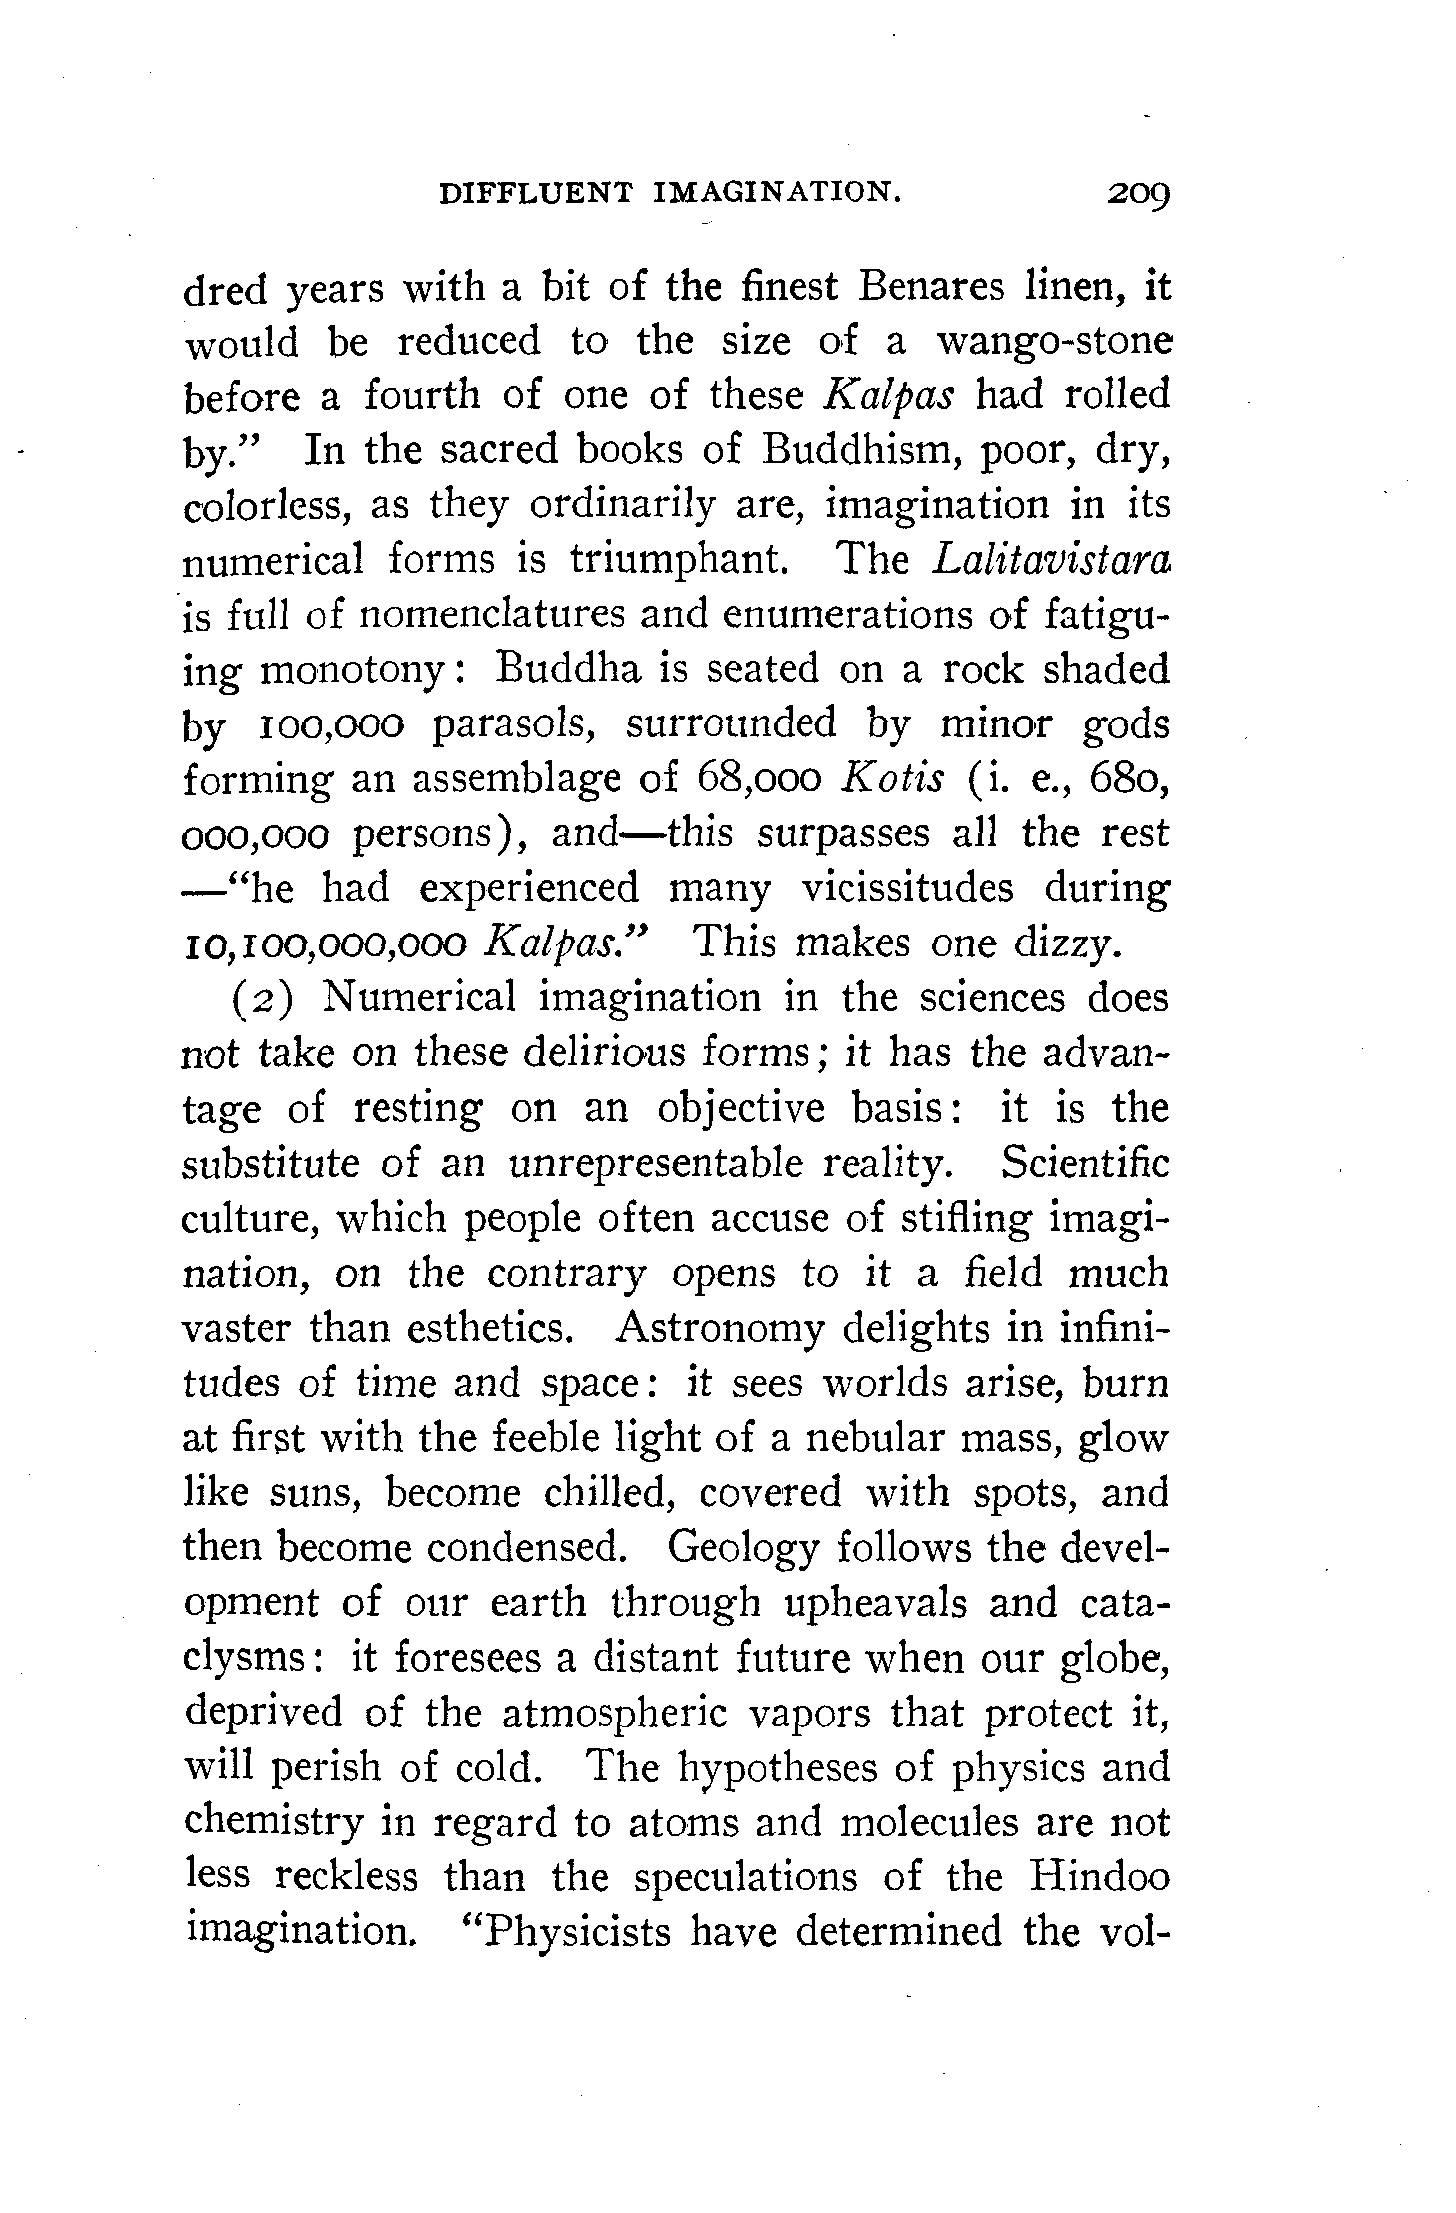 DIFFLUENT IMAGINATION. 209
dred years with a bit of the finest Benares linen, it
would be reduced to the size of a wango-stone
before a fourth of one of these Kalpas had rolled
by.” In the sacred books of Buddhism, poor, dry,
colorless, as they ordinarily are, imagination in its
numerical forms is triumphant. The Lalitavistara
is full of nomenclatures and enumerations of fatigu-
ing monotony: Buddha is seated on a rock shaded
by 100,000 parasols, surrounded by minor gods
forming an assemblage of 68,000 Kotis (i. e., 680,
000,000 persons), and—this surpasses all the rest
—“he had experienced many vicissitudes during
10,100,000,000 Kalpas.” This makes one dizzy.
(2) Numerical imagination in the sciences does
not take on these delirious forms; it has the advan-
tage of resting on an objective basis: it is the
substitute of an unrepresentable reality. Scientific
culture, which people often accuse of stifling imagi-
nation, on the contrary opens to it a field much
vaster than esthetics. Astronomy delights in infini-
tudes of time and space: it sees worlds arise, burn
at first with the feeble light of a nebular mass, glow
like suns, become chilled, covered with spots, and
then become condensed. Geology follows the devel-
opment of our earth through upheavals and cata-
clysms: it foresees a distant future when our globe,
deprived of the atmospheric vapors that protect it,
will perish of cold. The hypotheses of physics and
chemistry in regard to atoms and molecules are not
less reckless than the speculations of the Hindoo
imagination. “Physicists have determined the vol-